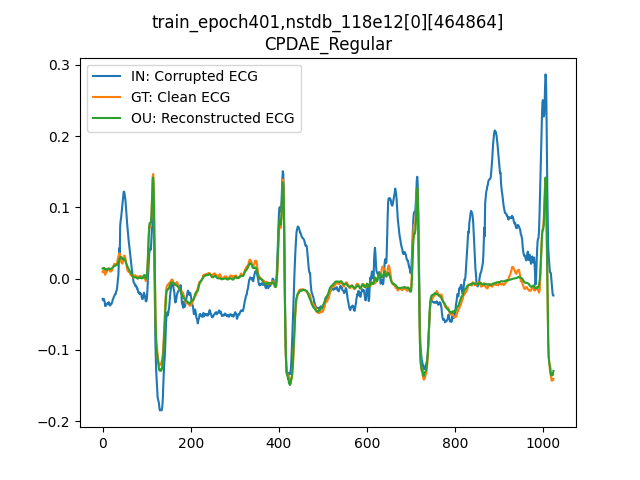 train_epoch401,nstdb_118e12[0][464864]
CPDAE_Regular
IN: Corrupted ECG
GT: Clean ECG
OU: Reconstructed ECG
0.3
0.2
0.1
0.0
−0.1
−0.2
0 200 400 600 800 1000